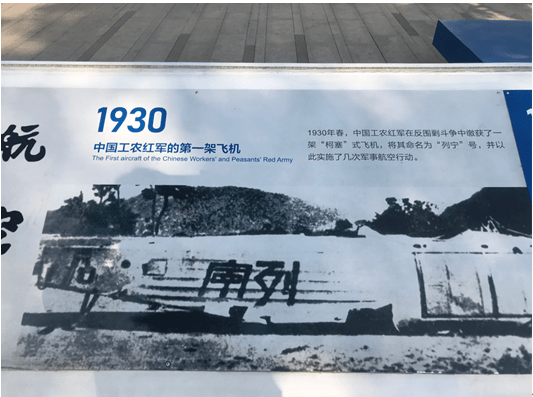 1930
中国工农红军的第一架飞机
The First aircraft of the Chinese Workers' and Peasants' Red Army
1930年春，中国工农红军在反围剿斗争中缴获了一
架“柯塞”式飞机，将其命名为“列宁”号，并以
此实施了几次军事航空行动。
航
空
甯列